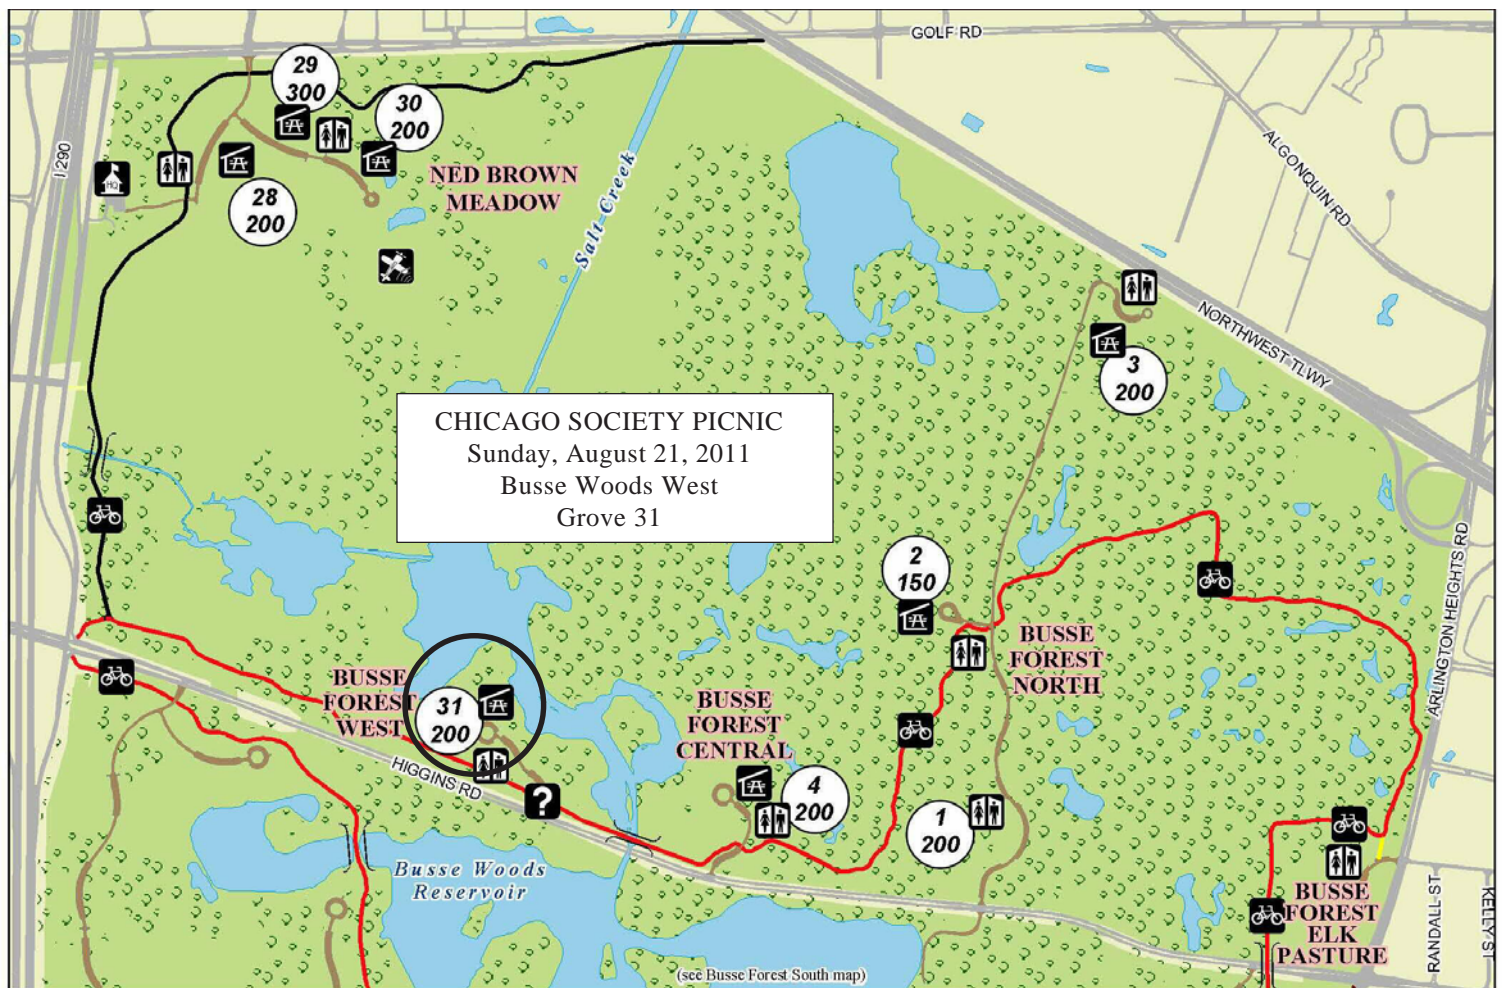 GOLF RD
29
300
30
200
I 290
HQ
28
200
NED BROWN
MEADOW
Salt Creek
ALGONQUIN RD
NORTHWEST TLWY
3
200
CHICAGO SOCIETY PICNIC
Sunday, August 21, 2011
Busse Woods West
Grove 31
2
150
ARLINGTON HEIGHTS RD
BUSSE
FOREST
NORTH
BUSSE
FOREST
WEST
31
200
HIGGINS RD
?
BUSSE
FOREST
CENTRAL
4
200
1
200
Busse Woods
Reservoir
BUSSE
FOREST
ELK
PASTURE
RANDALL ST
KELLY ST
(see Busse Forest South map)